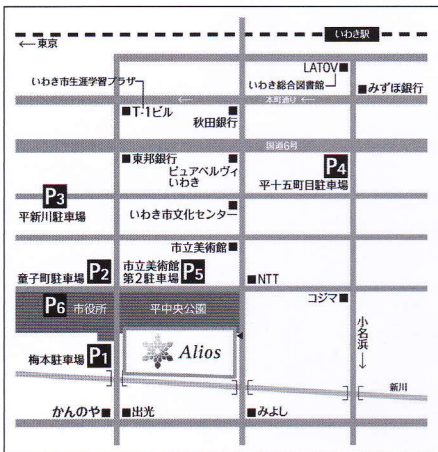 いわき駅
←東京
LATOV■
いわき市生涯学習プラザ
いわき総合図書館
■みずほ銀行
← 本町通り ←
■T-1ビル
秋田銀行
国道6号
■東邦銀行
ピュアベルヴィ
いわき
P4
平十五町目駐車場
P3
平新川駐車場
いわき市文化センター
市立美術館■
童子町駐車場 P2
市立美術館
第2駐車場 P5
■NTT
P6 市役所
平中央公園
コジマ■
小名浜→
梅本駐車場 P1
Alios
新川
かんのや■
■出光
■みよし